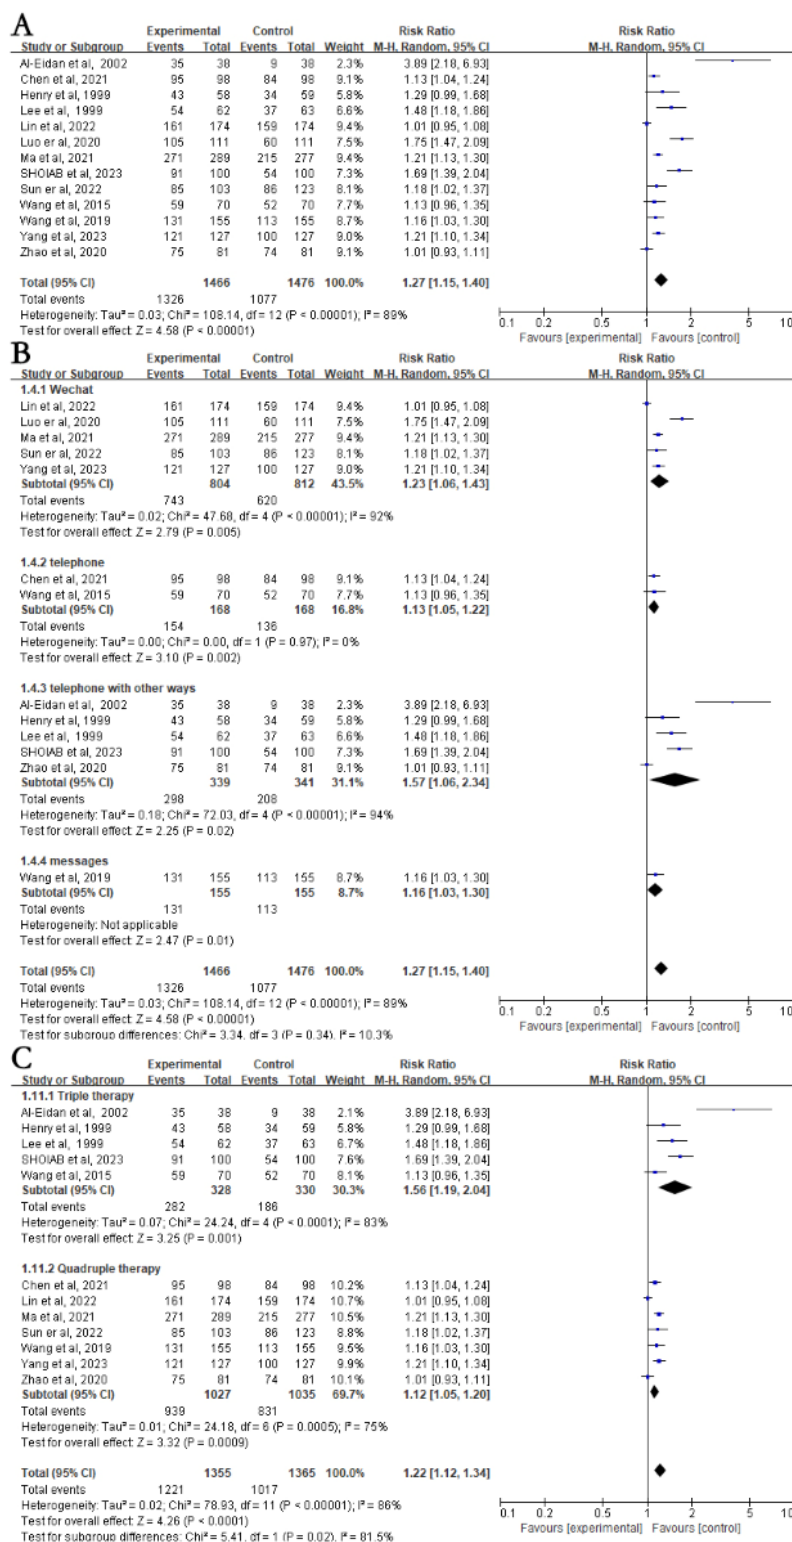 A
Experimental Control Risk Ratio Risk Ratio
Study or Subgroup Events Total Events Total Weight M-H, Random, 95% CI M-H, Random, 95% CI
Al-Eidan et al, 2002 35 38 9 38 2.3% 3.89 [2.18, 6.93]
Chen et al, 2021 95 98 84 98 9.1% 1.13 [1.04, 1.24]
Henry et al, 1999 43 58 34 59 5.8% 1.29 [0.99, 1.68]
Lee et al, 1999 54 62 37 63 6.6% 1.48 [1.18, 1.86]
Lin et al, 2022 161 174 159 174 9.4% 1.01 [0.95, 1.08]
Luo er al, 2020 105 111 60 111 7.5% 1.75 [1.47, 2.09]
Ma et al, 2021 271 289 215 277 9.4% 1.21 [1.13, 1.30]
SHOIAB et al, 2023 91 100 54 100 7.3% 1.69 [1.39, 2.04]
Sun er al, 2022 85 103 86 123 8.1% 1.18 [1.02, 1.37]
Wang et al, 2015 59 70 52 70 7.7% 1.13 [0.96, 1.35]
Wang et al, 2019 131 155 113 155 8.7% 1.16 [1.03, 1.30]
Yang et al, 2023 121 127 100 127 9.0% 1.21 [1.10, 1.34]
Zhao et al, 2020 75 81 74 81 9.1% 1.01 [0.93, 1.11]
Total (95% CI) 1466 1476 100.0% 1.27 [1.15, 1.40]
Total events 1326 1077
Heterogeneity: Tau² = 0.03; Chi² = 108.14, df = 12 (P < 0.00001); I² = 89%
Test for overall effect: Z = 4.58 (P < 0.00001)
0.1 0.2 0.5 1 2 5 10
Favours [experimental] Favours [control]
B
Experimental Control Risk Ratio Risk Ratio
Study or Subgroup Events Total Events Total Weight M-H, Random, 95% CI M-H, Random, 95% CI
1.4.1 Wechat
Lin et al, 2022 161 174 159 174 9.4% 1.01 [0.95, 1.08]
Luo er al, 2020 105 111 60 111 7.5% 1.75 [1.47, 2.09]
Ma et al, 2021 271 289 215 277 9.4% 1.21 [1.13, 1.30]
Sun er al, 2022 85 103 86 123 8.1% 1.18 [1.02, 1.37]
Yang et al, 2023 121 127 100 127 9.0% 1.21 [1.10, 1.34]
Subtotal (95% CI) 804 812 43.5% 1.23 [1.06, 1.43]
Total events 743 620
Heterogeneity: Tau² = 0.02; Chi² = 47.68, df = 4 (P < 0.00001); I² = 92%
Test for overall effect: Z = 2.79 (P = 0.005)
1.4.2 telephone
Chen et al, 2021 95 98 84 98 9.1% 1.13 [1.04, 1.24]
Wang et al, 2015 59 70 52 70 7.7% 1.13 [0.96, 1.35]
Subtotal (95% CI) 168 168 16.8% 1.13 [1.05, 1.22]
Total events 154 136
Heterogeneity: Tau² = 0.00; Chi² = 0.00, df = 1 (P = 0.97); I² = 0%
Test for overall effect: Z = 3.10 (P = 0.002)
1.4.3 telephone with other ways
Al-Eidan et al, 2002 35 38 9 38 2.3% 3.89 [2.18, 6.93]
Henry et al, 1999 43 58 34 59 5.8% 1.29 [0.99, 1.68]
Lee et al, 1999 54 62 37 63 6.6% 1.48 [1.18, 1.86]
SHOIAB et al, 2023 91 100 54 100 7.3% 1.69 [1.39, 2.04]
Zhao et al, 2020 75 81 74 81 9.1% 1.01 [0.93, 1.11]
Subtotal (95% CI) 339 341 31.1% 1.57 [1.06, 2.34]
Total events 298 208
Heterogeneity: Tau² = 0.18; Chi² = 72.03, df = 4 (P < 0.00001); I² = 94%
Test for overall effect: Z = 2.25 (P = 0.02)
1.4.4 messages
Wang et al, 2019 131 155 113 155 8.7% 1.16 [1.03, 1.30]
Subtotal (95% CI) 155 155 8.7% 1.16 [1.03, 1.30]
Total events 131 113
Heterogeneity: Not applicable
Test for overall effect: Z = 2.47 (P = 0.01)
Total (95% CI) 1466 1476 100.0% 1.27 [1.15, 1.40]
Total events 1326 1077
Heterogeneity: Tau² = 0.03; Chi² = 108.14, df = 12 (P < 0.00001); I² = 89%
Test for overall effect: Z = 4.58 (P < 0.00001)
Test for subgroup differences: Chi² = 3.34, df = 3 (P = 0.34), I² = 10.3%
0.1 0.2 0.5 1 2 5 10
Favours [experimental] Favours [control]
C
Experimental Control Risk Ratio Risk Ratio
Study or Subgroup Events Total Events Total Weight M-H, Random, 95% CI M-H, Random, 95% CI
1.11.1 Triple therapy
Al-Eidan et al, 2002 35 38 9 38 2.1% 3.89 [2.18, 6.93]
Henry et al, 1999 43 58 34 59 5.8% 1.29 [0.99, 1.68]
Lee et al, 1999 54 62 37 63 6.7% 1.48 [1.18, 1.86]
SHOIAB et al, 2023 91 100 54 100 7.6% 1.69 [1.39, 2.04]
Wang et al, 2015 59 70 52 70 8.1% 1.13 [0.96, 1.35]
Subtotal (95% CI) 328 330 30.3% 1.56 [1.19, 2.04]
Total events 282 186
Heterogeneity: Tau² = 0.07; Chi² = 24.24, df = 4 (P < 0.0001); I² = 83%
Test for overall effect: Z = 3.25 (P = 0.001)
1.11.2 Quadruple therapy
Chen et al, 2021 95 98 84 98 10.2% 1.13 [1.04, 1.24]
Lin et al, 2022 161 174 159 174 10.7% 1.01 [0.95, 1.08]
Ma et al, 2021 271 289 215 277 10.5% 1.21 [1.13, 1.30]
Sun er al, 2022 85 103 86 123 8.8% 1.18 [1.02, 1.37]
Wang et al, 2019 131 155 113 155 9.5% 1.16 [1.03, 1.30]
Yang et al, 2023 121 127 100 127 9.9% 1.21 [1.10, 1.34]
Zhao et al, 2020 75 81 74 81 10.1% 1.01 [0.93, 1.11]
Subtotal (95% CI) 1027 1035 69.7% 1.12 [1.05, 1.20]
Total events 939 831
Heterogeneity: Tau² = 0.01; Chi² = 24.18, df = 6 (P = 0.0005); I² = 75%
Test for overall effect: Z = 3.32 (P = 0.0009)
Total (95% CI) 1355 1365 100.0% 1.22 [1.12, 1.34]
Total events 1221 1017
Heterogeneity: Tau² = 0.02; Chi² = 78.93, df = 11 (P < 0.00001); I² = 86%
Test for overall effect: Z = 4.26 (P < 0.0001)
Test for subgroup differences: Chi² = 5.41, df = 1 (P = 0.02), I² = 81.5%
0.1 0.2 0.5 1 2 5 10
Favours [experimental] Favours [control]